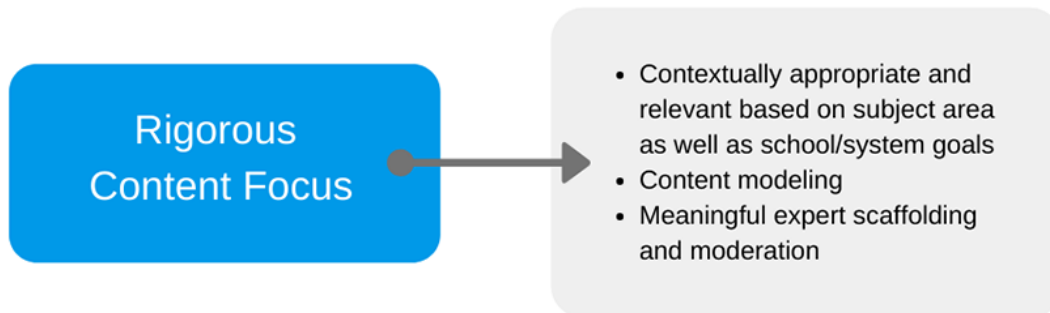 Rigorous
Content Focus
• Contextually appropriate and
relevant based on subject area
as well as school/system goals
• Content modeling
• Meaningful expert scaffolding
and moderation